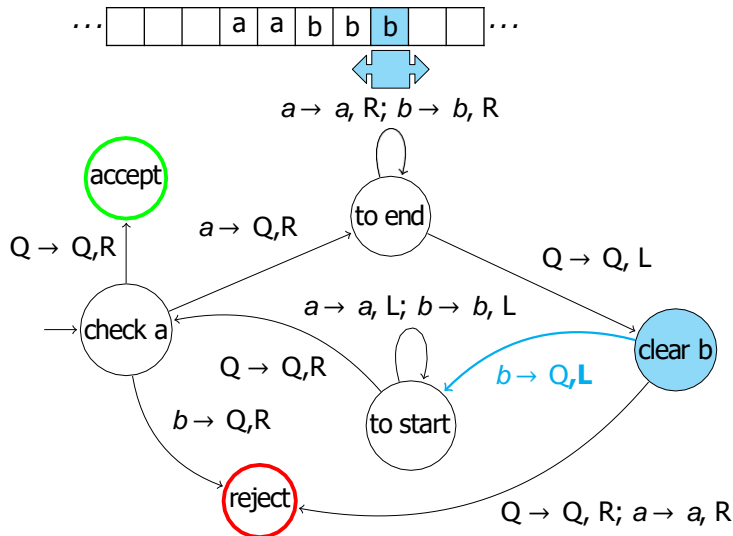 ··· a a b b b ···
a → a, R; b → b, R
accept
to end
Q → Q,R
a → Q,R
Q → Q, L
a → a, L; b → b, L
check a
clear b
Q → Q,R
b → Q,L
b → Q,R
to start
reject
Q → Q, R; a → a, R